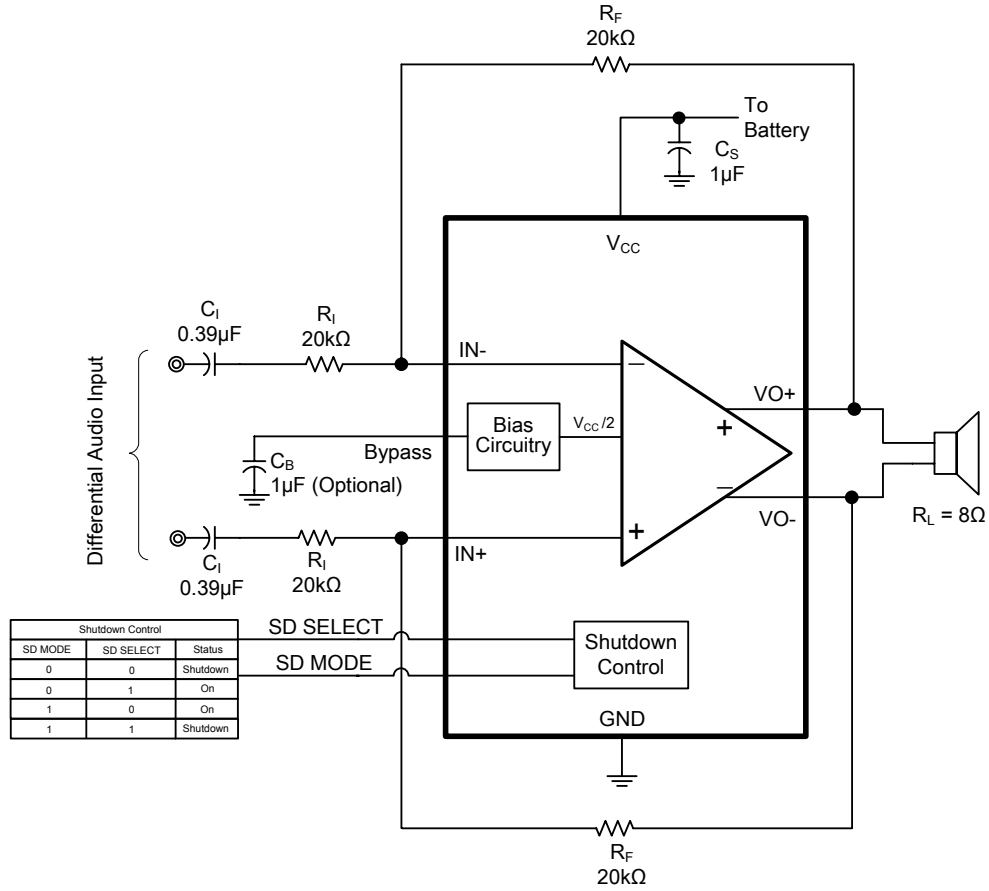 R_F
20kΩ
To
Battery
C_S
1µF
V_CC
C_I
0.39µF
R_I
20kΩ
Differential Audio Input
IN-
−
VO+
+
Bias
Circuitry
V_CC /2
Bypass
C_B
1µF (Optional)
−
VO-
R_L = 8Ω
+
IN+
C_I
0.39µF
R_I
20kΩ
Shutdown Control
SD MODE SD SELECT Status
0 0 Shutdown
0 1 On
1 0 On
1 1 Shutdown
SD SELECT
SD MODE
Shutdown
Control
GND
R_F
20kΩ